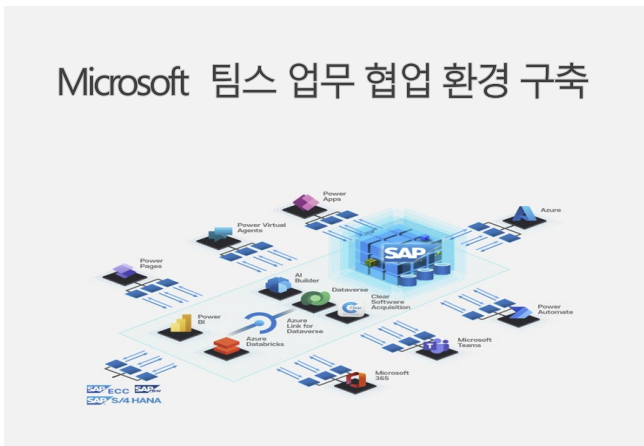 Microsoft 팀스 업무 협업 환경 구축
Power
Apps
Azure
Power Virtual
Agents
SAP
Power
Pages
AI
Builder
Dataverse
Clear
Software
Acquisition
Power
BI
Azure
Link for
Dataverse
Power
Automate
Azure
Databricks
Microsoft
Teams
Microsoft
365
SAP ECC SAP
SAP S/4 HANA